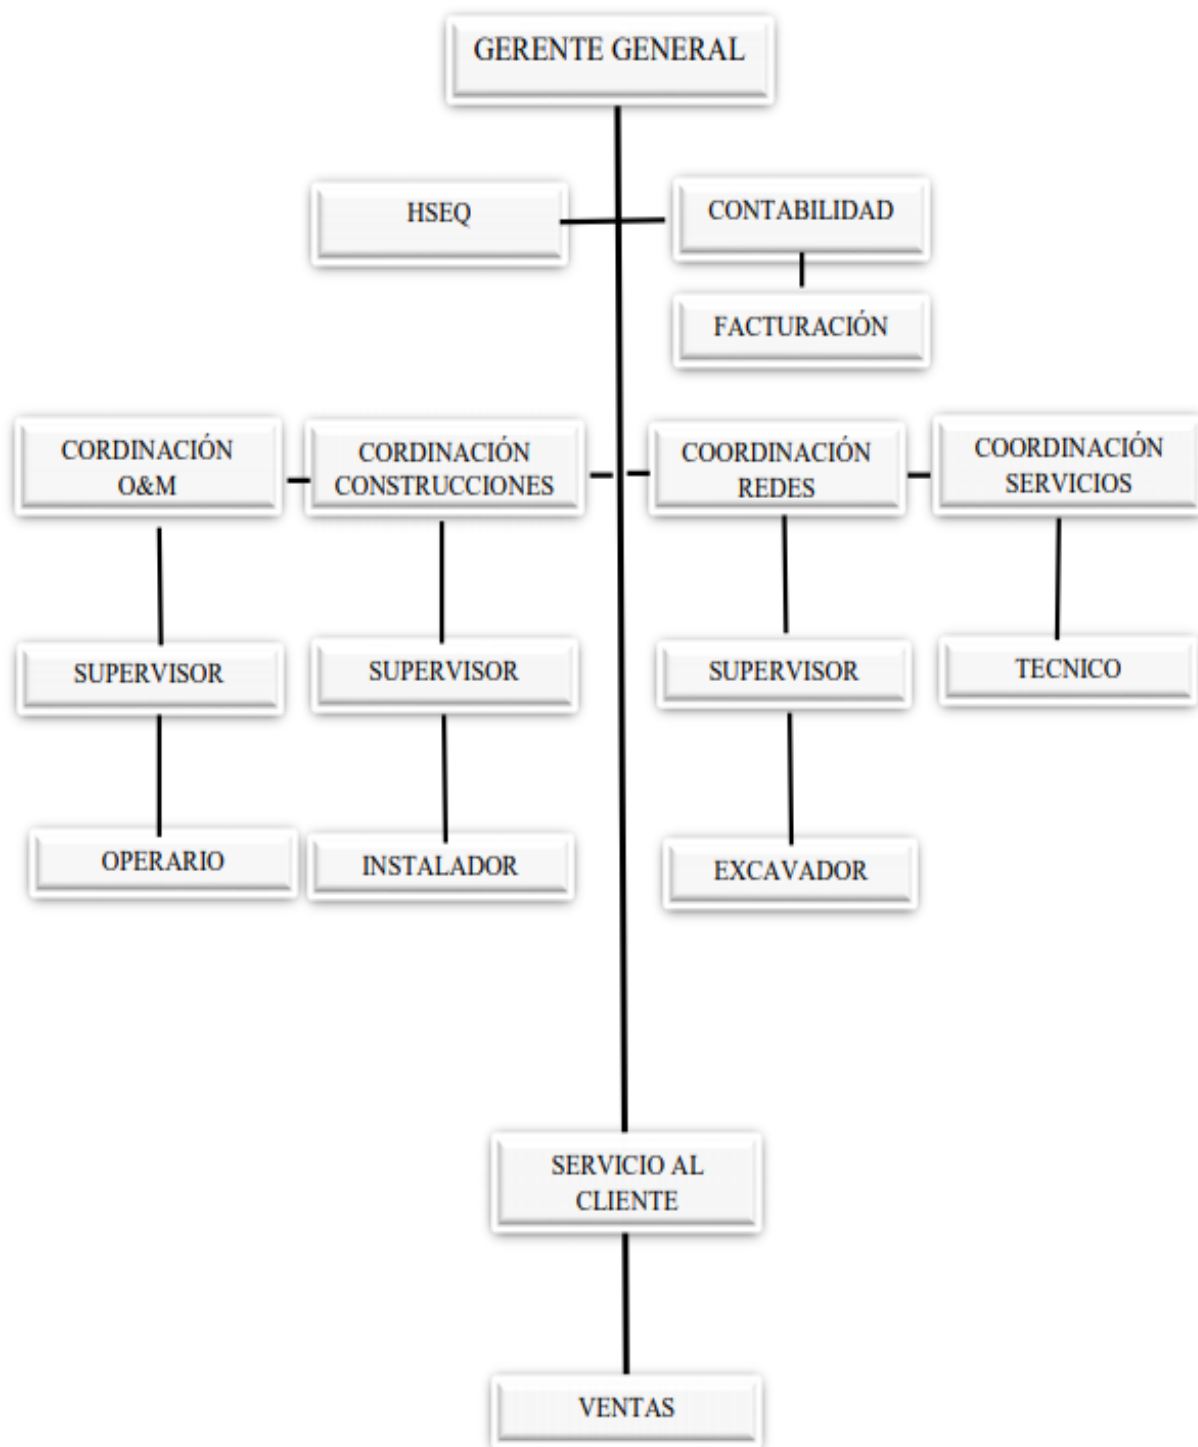 GERENTE GENERAL
HSEQ
CONTABILIDAD
FACTURACIÓN
CORDINACIÓN
O&M
CORDINACIÓN
CONSTRUCCIONES
COORDINACIÓN
REDES
COORDINACIÓN
SERVICIOS
SUPERVISOR
SUPERVISOR
SUPERVISOR
TECNICO
OPERARIO
INSTALADOR
EXCAVADOR
SERVICIO AL
CLIENTE
VENTAS